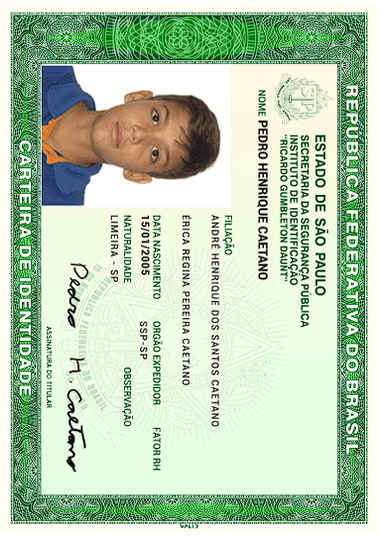 REPÚBLICA FEDERATIVA DO BRASIL
ESTADO DE SÃO PAULO
SECRETARIA DA SEGURANÇA PÚBLICA
INSTITUTO DE IDENTIFICAÇÃO
"RICARDO GUMBLETON DAUNT"
NOME PEDRO HENRIQUE CAETANO
FILIAÇÃO
ANDRÉ HENRIQUE DOS SANTOS CAETANO
ÉRICA REGINA PEREIRA CAETANO
DATA NASCIMENTO ORGÃO EXPEDIDOR FATOR RH
15/01/2005 SSP-SP
NATURALIDADE OBSERVAÇÃO
LIMEIRA - SP
Pedro H. Caetano
ASSINATURA DO TITULAR
CARTEIRA DE IDENTIDADE